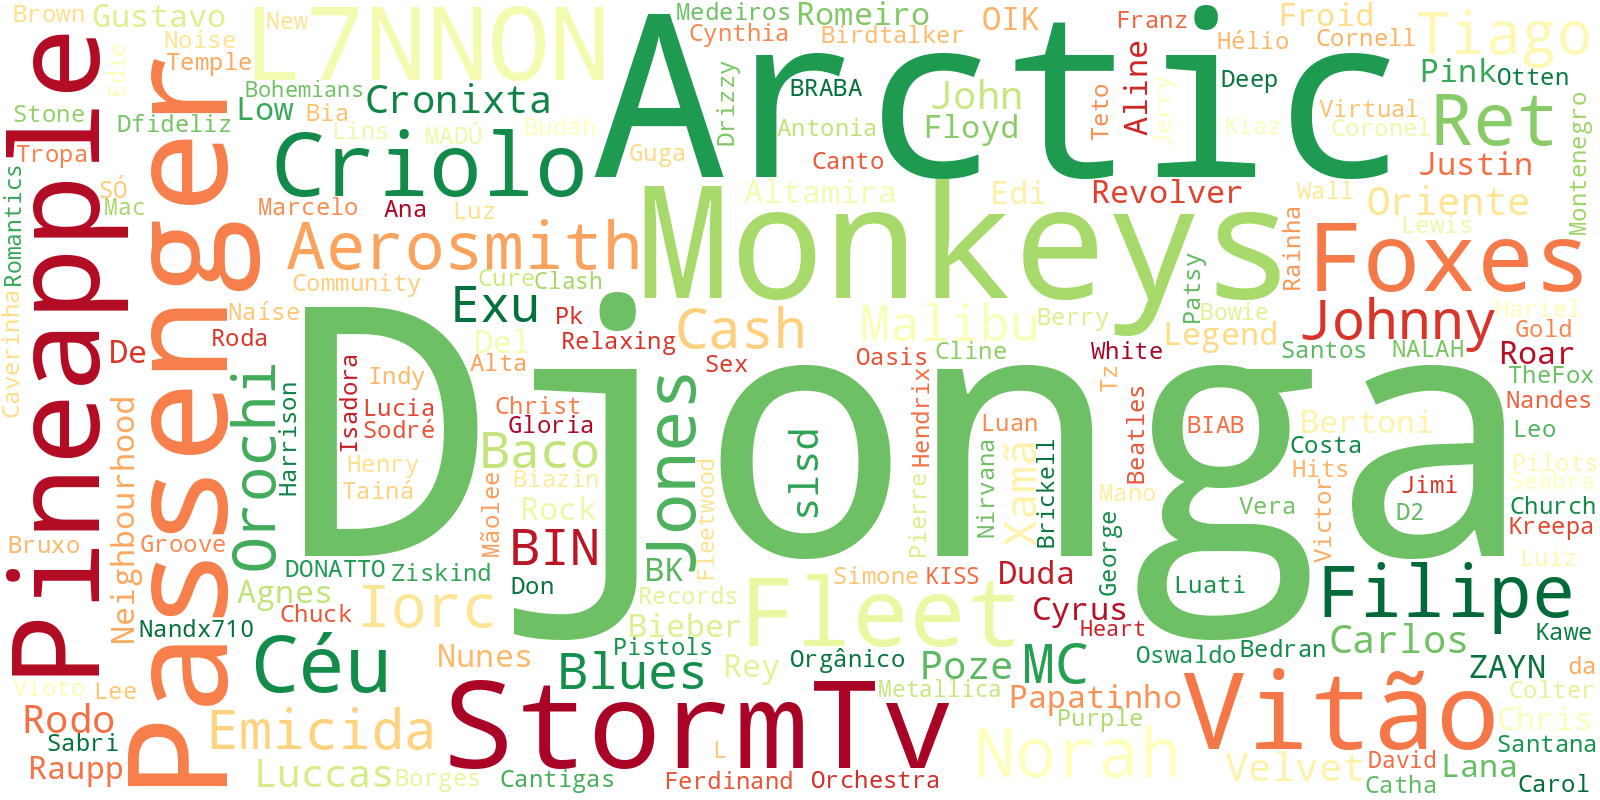 Brown
Gustavo
L7NNON
New
Noise
Temple
Edie
Arctic
Medeiros
Romeiro
Cynthia
Birdtalker
OIK
Franz
Hélio
Froid
Cornell
Tiago
Pineapple
Passenger
Bohemians
Low
Bia
Cronixta
Stone
Dfideliz
Tropa
Lins
MADÚ
Budah
Criolo
Guga
Drizzy
BRABA
Antonia
Canto
John
Floyd
Teto
Aline
Jerry
Deep
Kiaz
Virtual
Coronel
Pink
Otten
Ret
Justin
Montenegro
SÓ
Mac
Romantics
Marcelo
Ana
Luz
Monkeys
Altamira
Edi
Revolver
Wall
Oriente
Lewis
Rainha
Foxes
Aerosmith
Community
Cure
Clash
Patsy
Caverinha
Naíse
Roda
De
Exu
Pk
Relaxing
Del
Alta
Cash
Sex
Malibu
Oasis
Cline
Berry
White
Bowie
Legend
Johnny
Santos
NALAH
Hariel
Gold
Roar
TheFox
Nandes
Djonga
Neighbourhood
Orochi
Harrison
Isadora
Indy
Lucia
Sodré
Henry
Tainá
Christ
Gloria
Baco
Biazin
Rock
Jones
slsd
Hendrix
Luan
Xamã
Nirvana
Brickell
Tz
Beatles
Mano
BIAB
Bertoni
Costa
Hits
Vera
Victor
Jimi
D2
Leo
Pilots
Seabra
Church
Kreepa
Luiz
Bruxo
Groove
DONATTO
Ziskind
Mãolee
BIN
Don
BK
Fleetwood
Records
Pierre
Simone
KISS
Duda
George
Luati
Filipe
Kawe
Agnes
Chuck
Nandx710
Iorc
Bieber
Fleet
Cyrus
Heart
Oswaldo
Bedran
Carlos
ZAYN
da
Céu
Nunes
Pistols
Blues
Rey
Orgânico
Poze
MC
Vioto
Lee
Metallica
Papatinho
Purple
Vitão
Colter
Chris
Rodo
Sabri
Raupp
Emicida
StormTv
L
Norah
Santana
Luccas
Borges
Cantigas
Ferdinand
Orchestra
Velvet
David
Catha
Lana
Carol